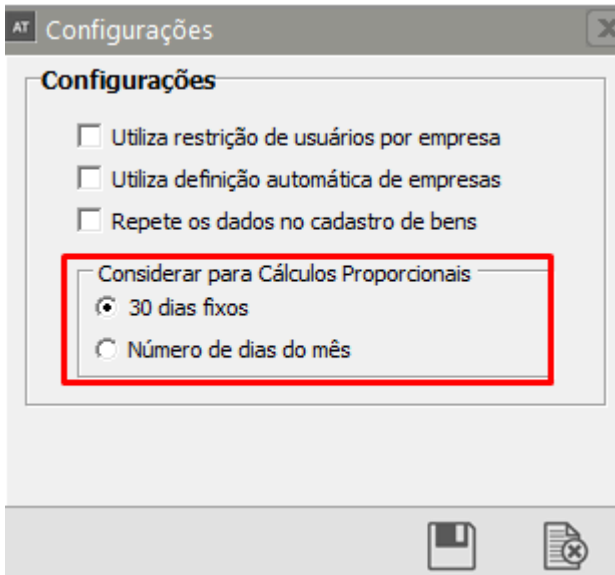 AT Configurações
Configurações
Utiliza restrição de usuários por empresa
Utiliza definição automática de empresas
Repete os dados no cadastro de bens
Considerar para Cálculos Proporcionais
30 dias fixos
Número de dias do mês